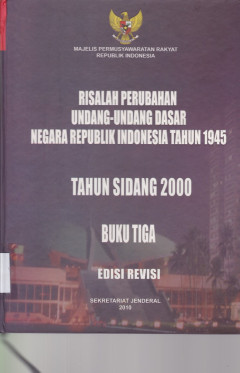 MAJELIS PERMUSYAWARATAN RAKYAT
REPUBLIK INDONESIA
RISALAH PERUBAHAN
UNDANG-UNDANG DASAR
NEGARA REPUBLIK INDONESIA TAHUN 1945
TAHUN SIDANG 2000
BUKU TIGA
EDISI REVISI
SEKRETARIAT JENDERAL
2010